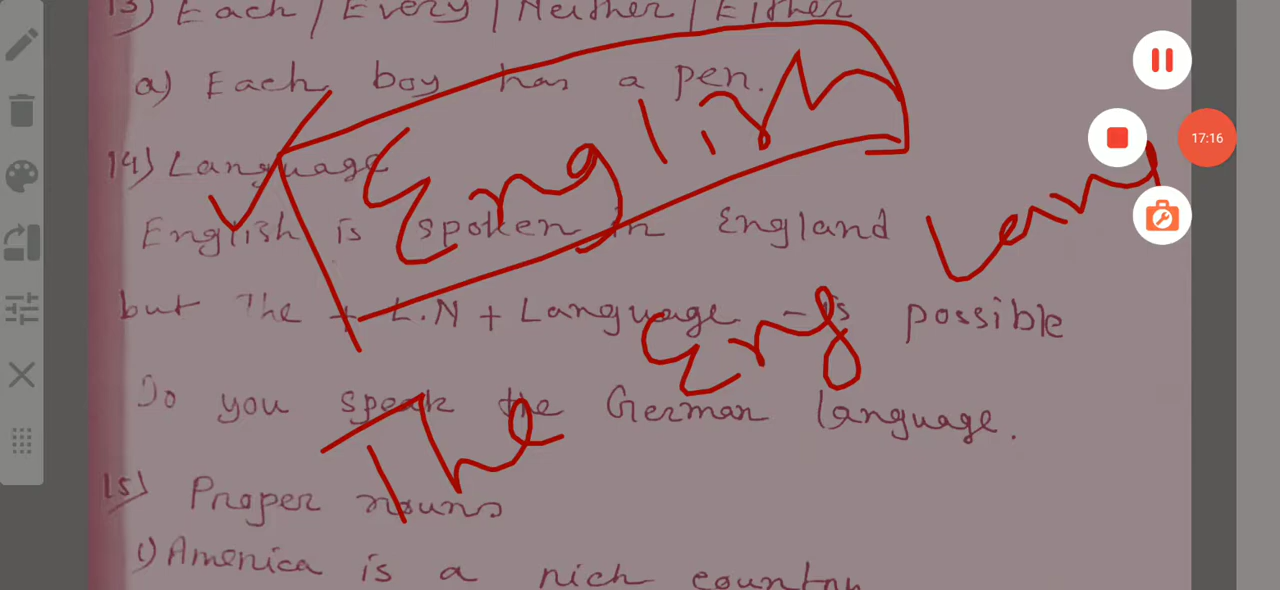 13) Each / Every / Neither / Either
a) Each boy has a pen.
14) Language
English
English is spoken in England
but The + L.N + Language - is possible
Eng
Do you speak the German language.
The
15) Proper nouns
1) America is a rich country
17:16